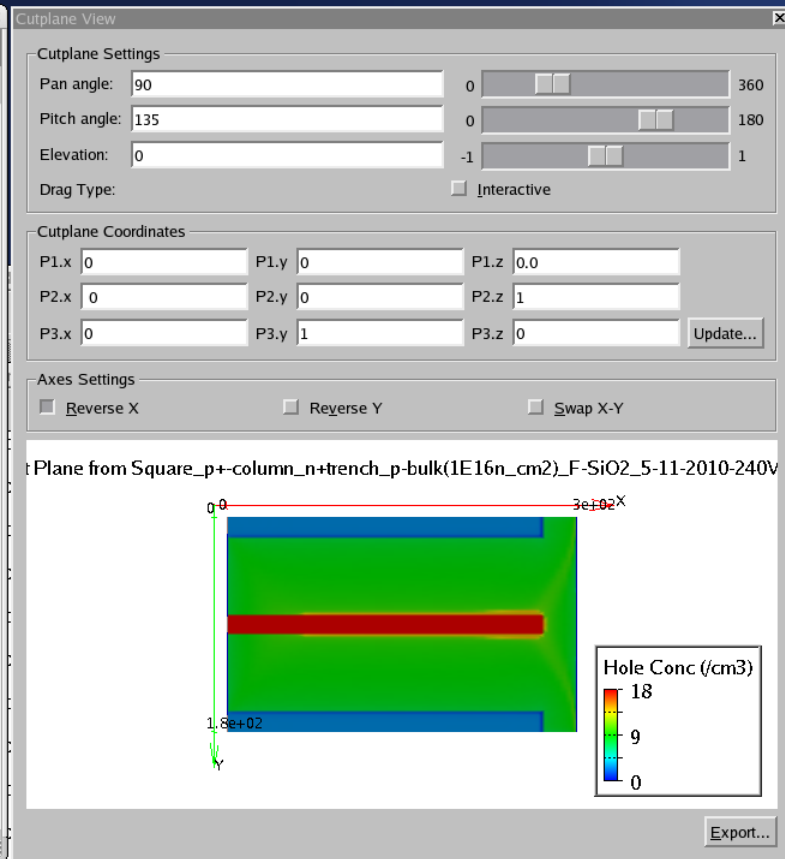 Cutplane View
Cutplane Settings
Pan angle: 90 0 360
Pitch angle: 135 0 180
Elevation: 0 -1 1
Drag Type: Interactive
Cutplane Coordinates
P1.x 0 P1.y 0 P1.z 0.0
P2.x 0 P2.y 0 P2.z 1
P3.x 0 P3.y 1 P3.z 0 Update...
Axes Settings
Reverse X Reverse Y Swap X-Y
t Plane from Square_p+-column_n+trench_p-bulk(1E16n_cm2)_F-SiO2_5-11-2010-240V
0 0 3e+02 X
1.8e+02
Y
Hole Conc (/cm3)
18
9
0
Export...